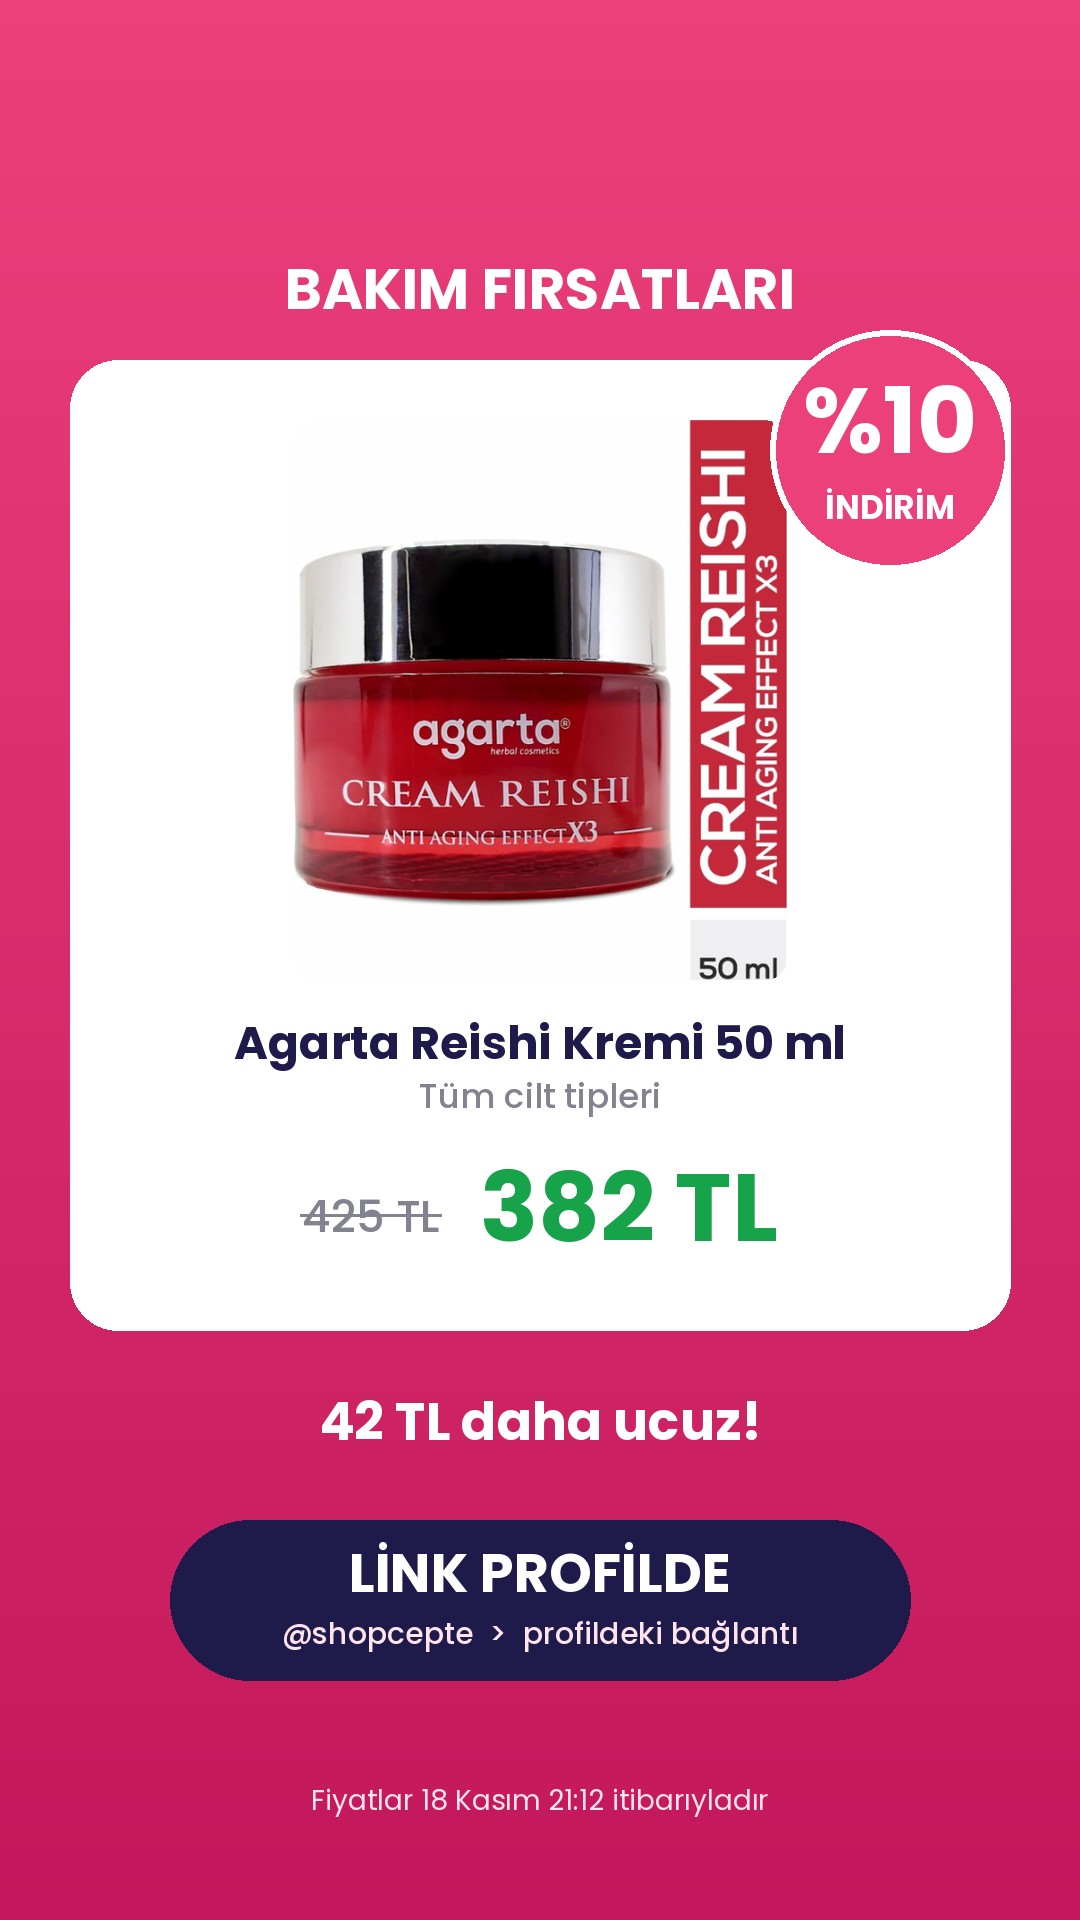 BAKIM FIRSATLARI
%10
İNDİRİM
CREAM REISHI
ANTI AGING EFFECT X3
agarta®
herbal cosmetics
CREAM REISHI
ANTI AGING EFFECT X3
50 ml
Agarta Reishi Kremi 50 ml
Tüm cilt tipleri
425 TL 382 TL
42 TL daha ucuz!
LİNK PROFİLDE
@shopcepte > profildeki bağlantı
Fiyatlar 18 Kasım 21:12 itibarıyladır